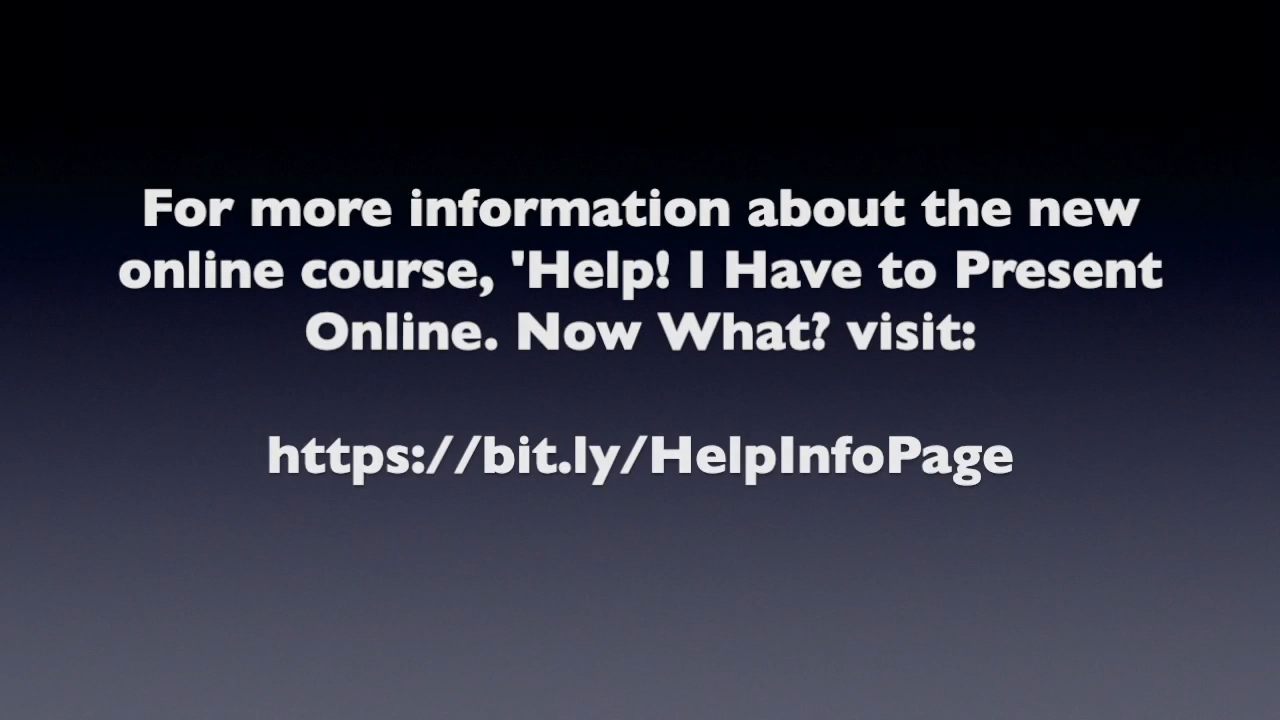 For more information about the new
online course, 'Help! I Have to Present
Online. Now What? visit:
https://bit.ly/HelpInfoPage